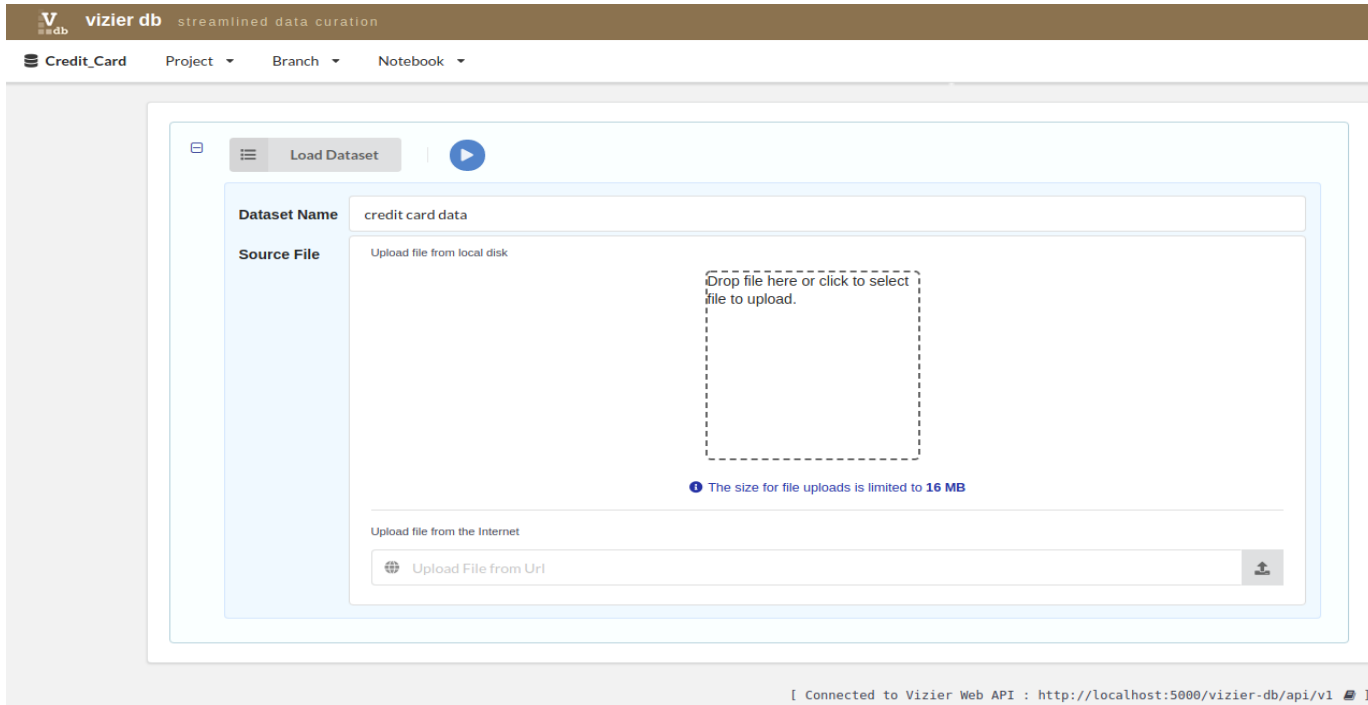 V db vizier db streamlined data curation
Credit_Card Project Branch Notebook
Load Dataset
Dataset Name credit card data
Source File Upload file from local disk
Drop file here or click to select
file to upload.
The size for file uploads is limited to 16 MB
Upload file from the Internet
Upload File from Url
[ Connected to Vizier Web API : http://localhost:5000/vizier-db/api/v1 ]